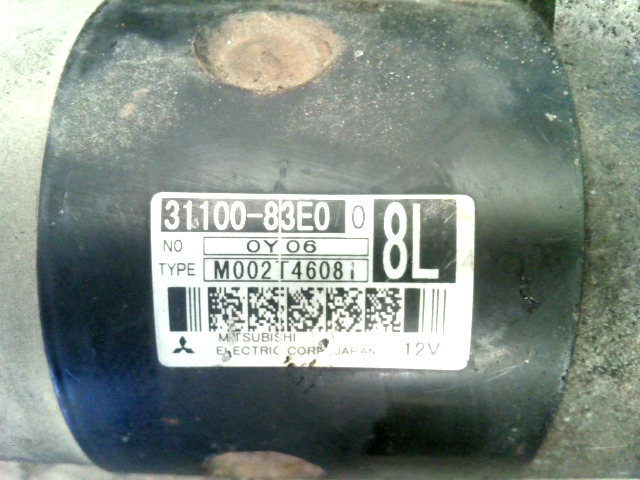 31100-83E0 0 8L
NO 0Y06
TYPE M002T46081
MITSUBISHI
ELECTRIC CORP. JAPAN 12V